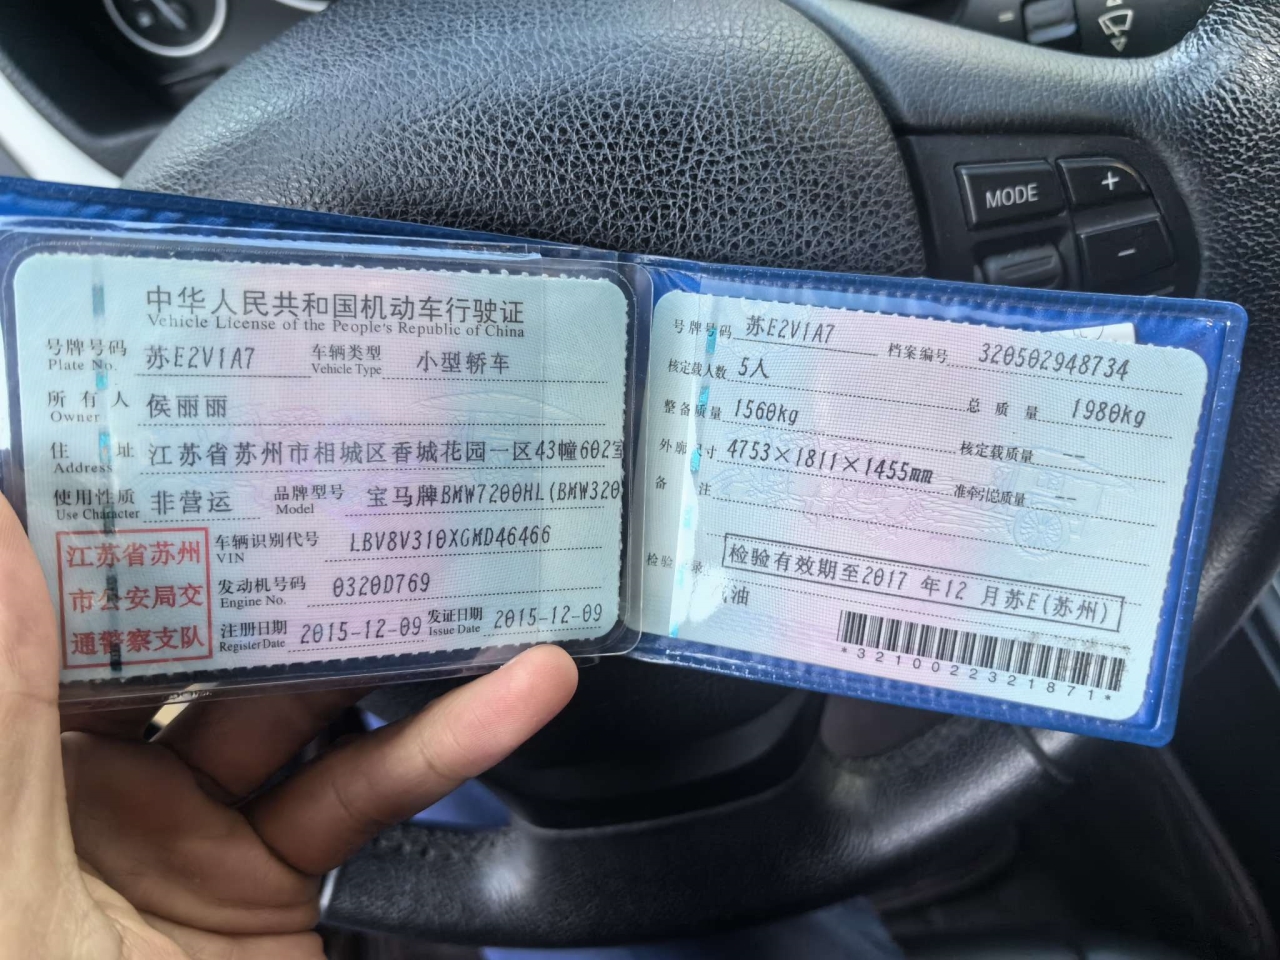 中华人民共和国机动车行驶证
Vehicle License of the People's Republic of China
号牌号码 苏E2V1A7 车辆类型 小型轿车
Plate No. Vehicle Type
所有人 侯丽丽
Owner
住址 江苏省苏州市相城区香城花园一区43幢602室
Address
使用性质 非营运 品牌型号 宝马牌BMW7200HL(BMW320
Use Character Model
江苏省苏州
市公安局交
通警察支队
车辆识别代号 LBV8V310XGMD46466
VIN
发动机号码 0320D769
Engine No.
注册日期 2015-12-09 发证日期 2015-12-09
Register Date Issue Date
号牌号码 苏E2V1A7 档案编号 320502948734
核定载人数 5人 总质量 1980kg
整备质量 1560kg 核定载质量 --
外廓尺寸 4753×1811×1455mm 准牵引总质量 --
备注
检验记录 检验有效期至2017 年12 月苏E(苏州)
油
*3210022321871*
MODE
+
-